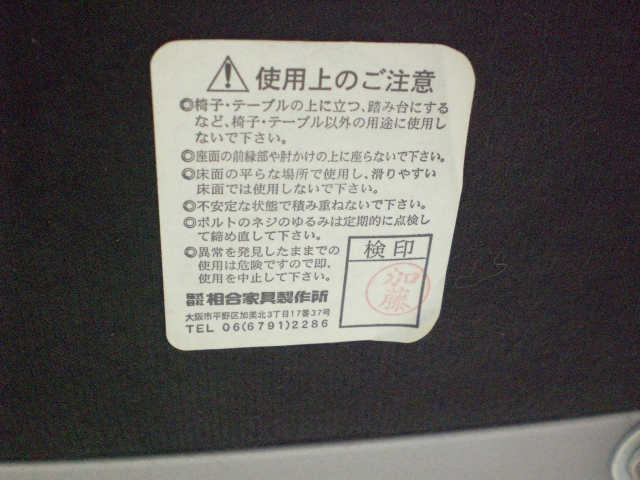 使用上のご注意
◎椅子・テーブルの上に立つ、踏み台にする
など、椅子・テーブル以外の用途に使用し
ないで下さい。
◎座面の前縁部や肘かけの上に座らないで下さい。
◎床面の平らな場所で使用し、滑りやすい
床面では使用しないで下さい。
◎不安定な状態で積み重ねないで下さい。
◎ボルトのネジのゆるみは定期的に点検し
て締め直して下さい。
◎異常を発見したままでの
使用は危険ですので即、
使用を中止して下さい。
検印
加藤
株式会社 相合家具製作所
大阪市平野区加美北3丁目17番37号
TEL 06(6791)2286